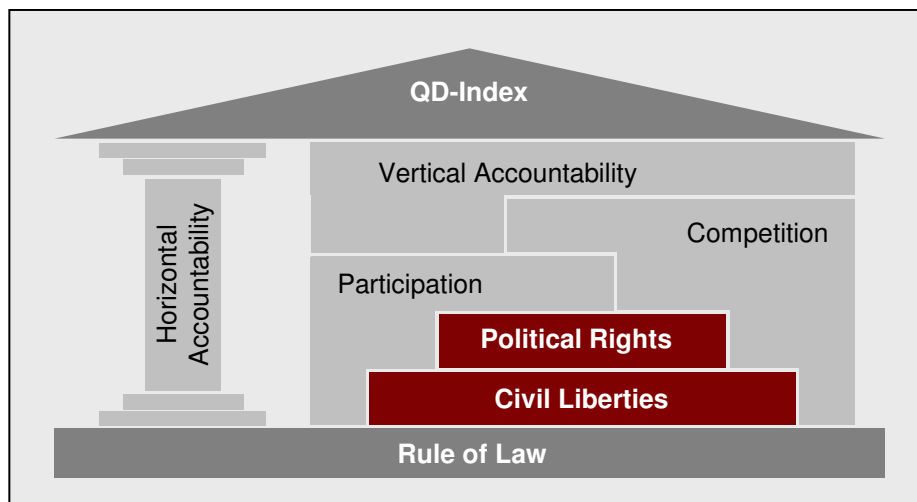 QD-Index
Vertical Accountability
Competition
Horizontal
Accountability
Participation
Political Rights
Civil Liberties
Rule of Law